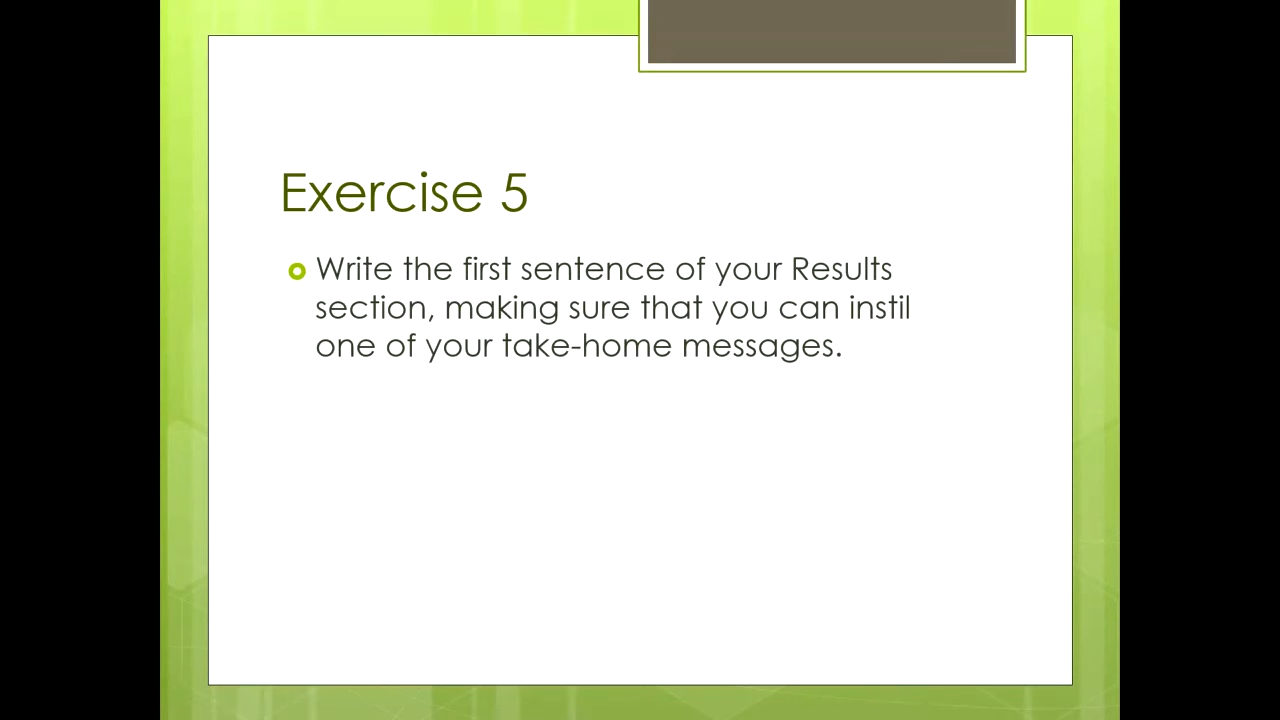 Exercise 5
Write the first sentence of your Results
section, making sure that you can instil
one of your take-home messages.